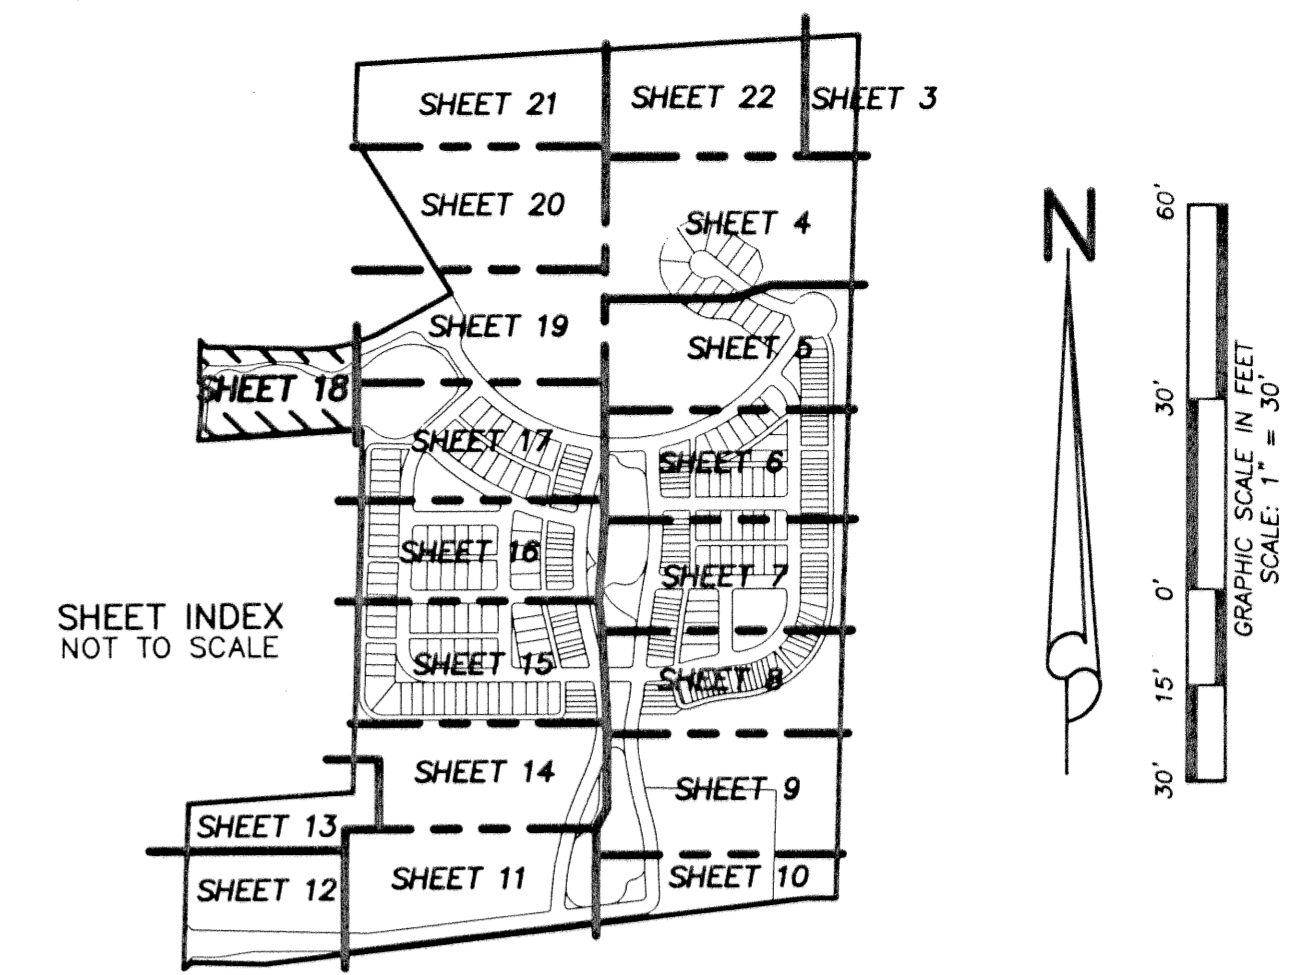 SHEET 21
SHEET 22
SHEET 3
SHEET 20
SHEET 4
SHEET 19
SHEET 5
SHEET 18
SHEET 17
SHEET 6
SHEET 16
SHEET 7
SHEET INDEX
NOT TO SCALE
SHEET 15
SHEET 8
SHEET 14
SHEET 9
SHEET 13
SHEET 12
SHEET 11
SHEET 10
N
60'
30'
0'
15'
30'
GRAPHIC SCALE IN FEET
SCALE: 1" = 30'